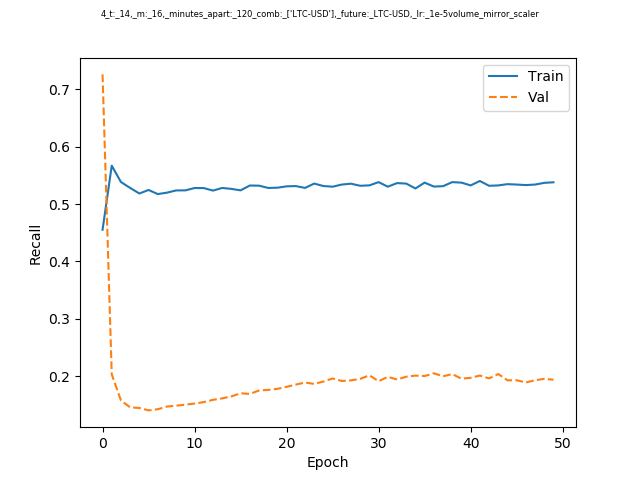 4_t:_14,_m:_16,_minutes_apart:_120_comb:_['LTC-USD'],_future:_LTC-USD,_lr:_1e-5volume_mirror_scaler
Train
Val
0.7
0.6
0.5
0.4
0.3
0.2
Recall
0 10 20 30 40 50
Epoch